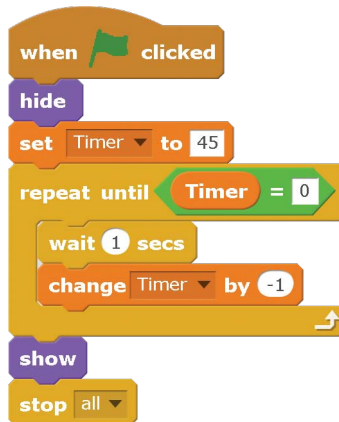 when clicked
hide
set Timer to 45
repeat until Timer = 0
wait 1 secs
change Timer by -1
show
stop all